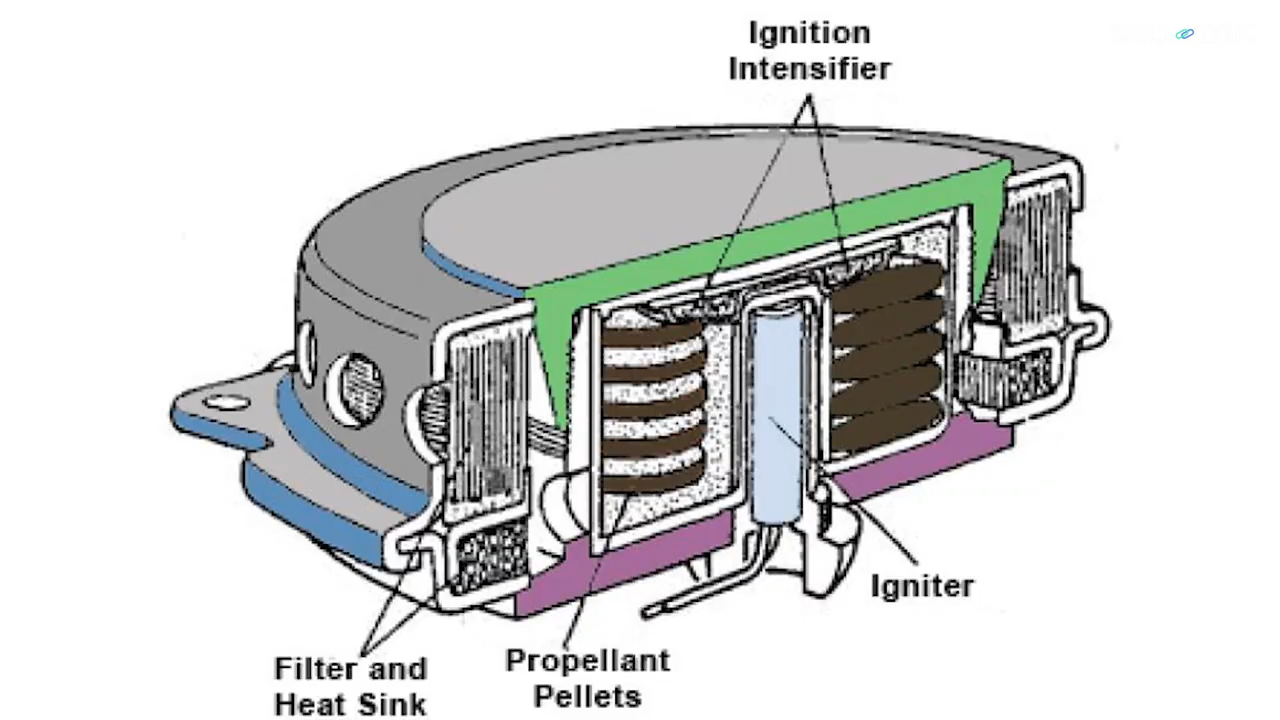 Ignition
Intensifier
Igniter
Propellant
Pellets
Filter and
Heat Sink